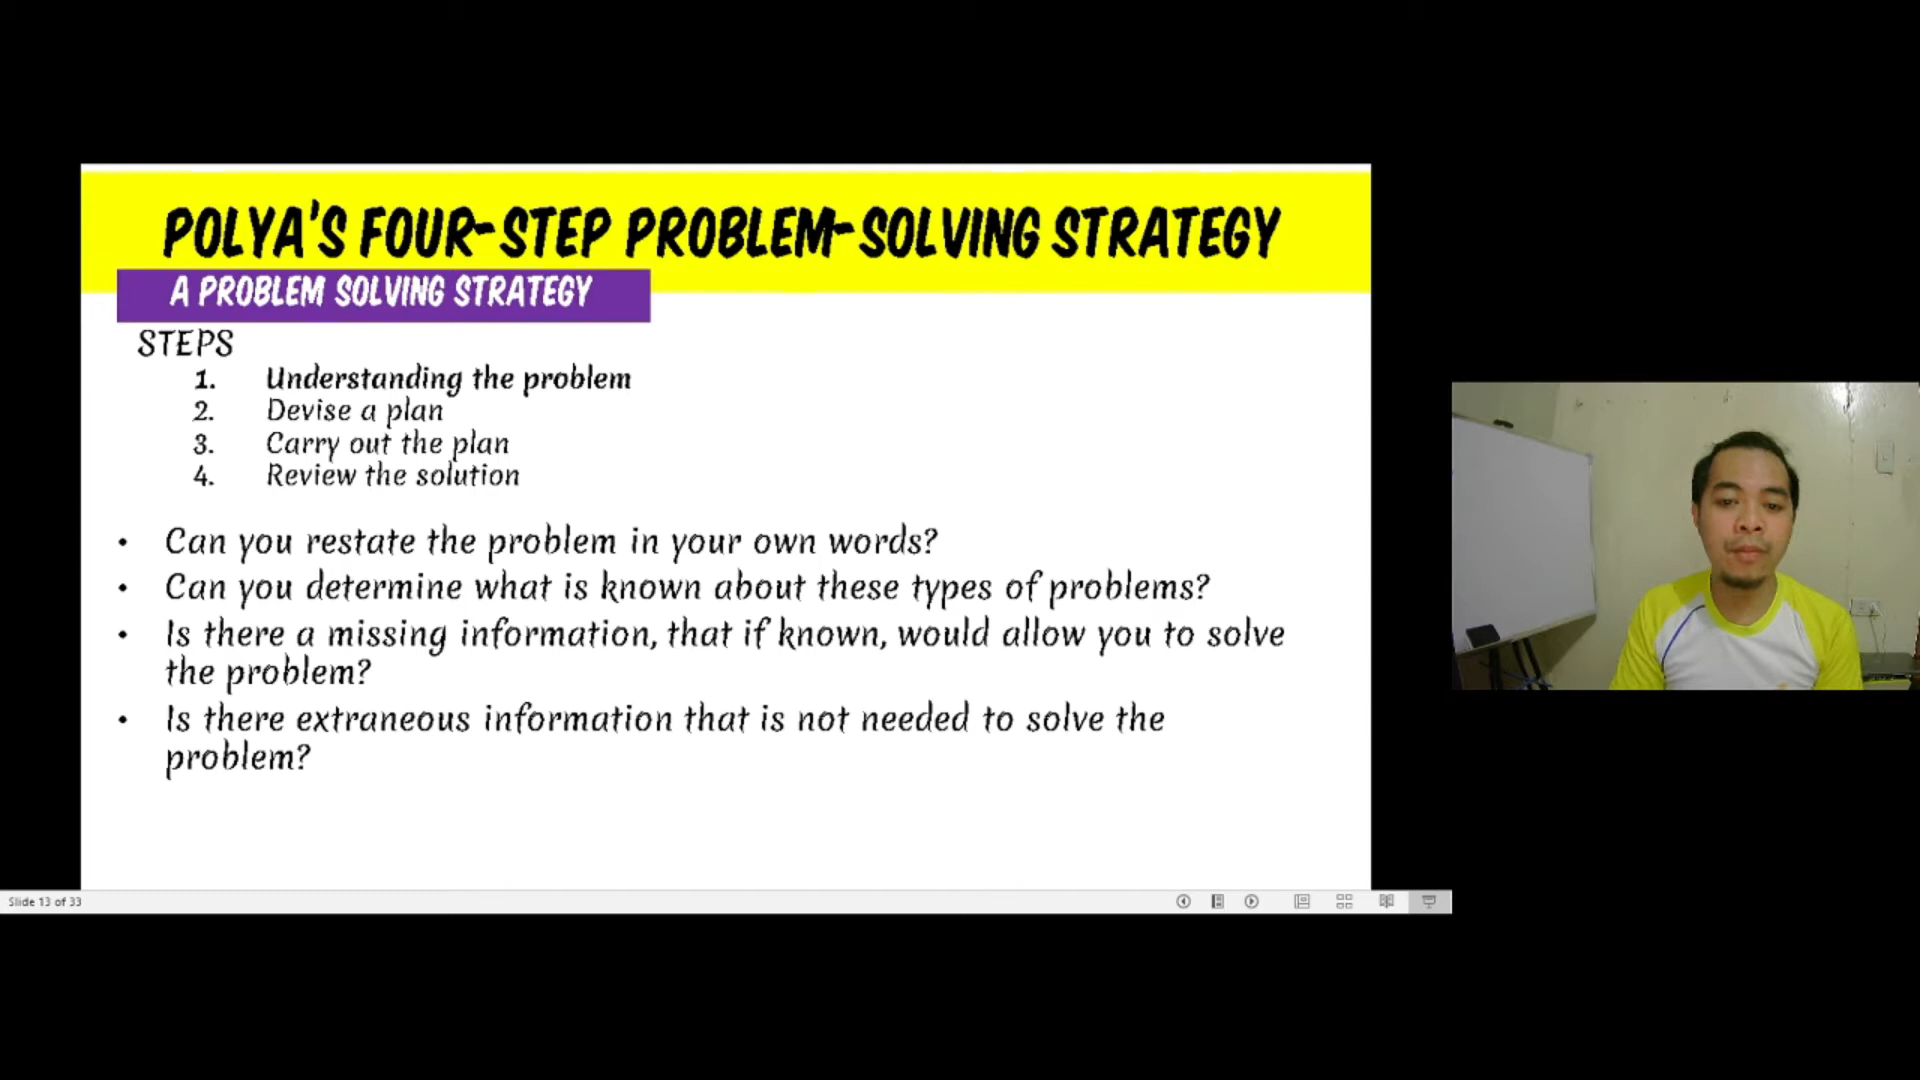 POLYA'S FOUR-STEP PROBLEM-SOLVING STRATEGY
A PROBLEM SOLVING STRATEGY
STEPS
1. Understanding the problem
2. Devise a plan
3. Carry out the plan
4. Review the solution
• Can you restate the problem in your own words?
• Can you determine what is known about these types of problems?
• Is there a missing information, that if known, would allow you to solve
the problem?
• Is there extraneous information that is not needed to solve the
problem?
Slide 13 of 33